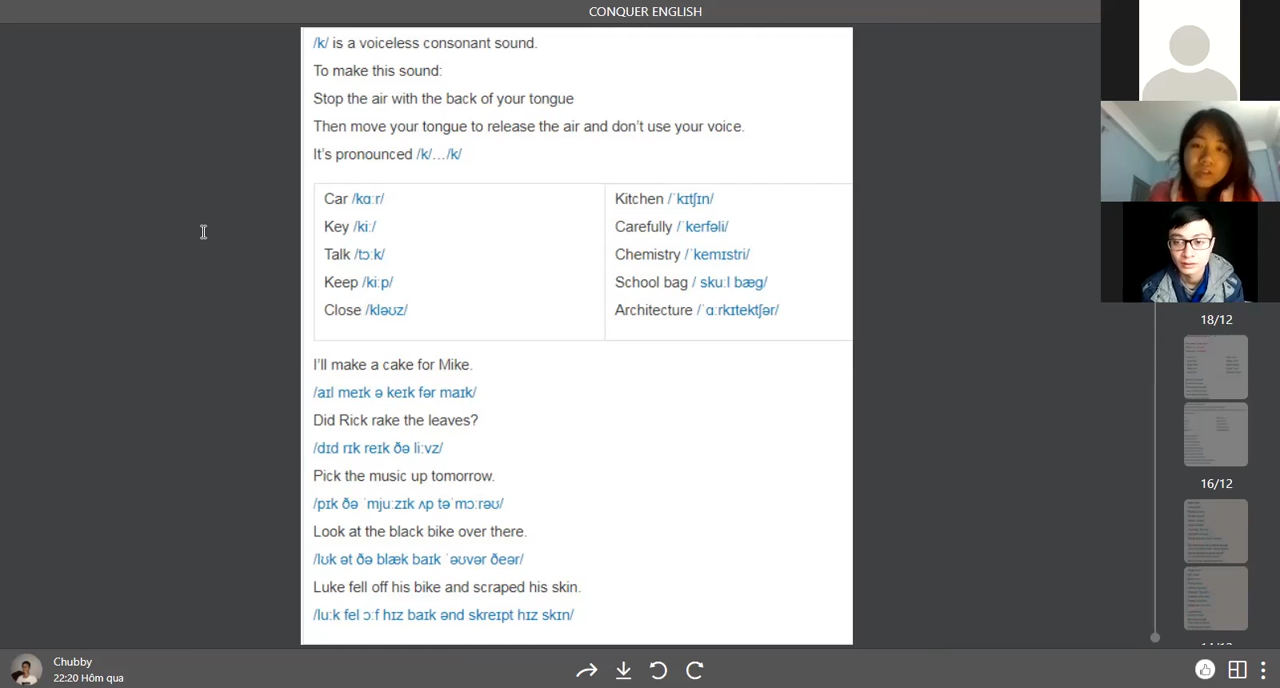 CONQUER ENGLISH
/k/ is a voiceless consonant sound.
To make this sound:
Stop the air with the back of your tongue
Then move your tongue to release the air and don't use your voice.
It's pronounced /k/…/k/
Car /kɑːr/
Key /kiː/
Talk /tɔːk/
Keep /kiːp/
Close /kləʊz/
Kitchen /ˈkɪtʃɪn/
Carefully /ˈkerfəli/
Chemistry /ˈkemɪstri/
School bag / skuːl bæg/
Architecture /ˈɑːrkɪtektʃər/
I'll make a cake for Mike.
/aɪl meɪk ə keɪk fər maɪk/
Did Rick rake the leaves?
/dɪd rɪk reɪk ðə liːvz/
Pick the music up tomorrow.
/pɪk ðə ˈmjuːzɪk ʌp təˈmɔːrəʊ/
Look at the black bike over there.
/lʊk ət ðə blæk baɪk ˈəʊvər ðeər/
Luke fell off his bike and scraped his skin.
/luːk fel ɔːf hɪz baɪk ənd skreɪpt hɪz skɪn/
18/12
16/12
Chubby
22:20 Hôm qua